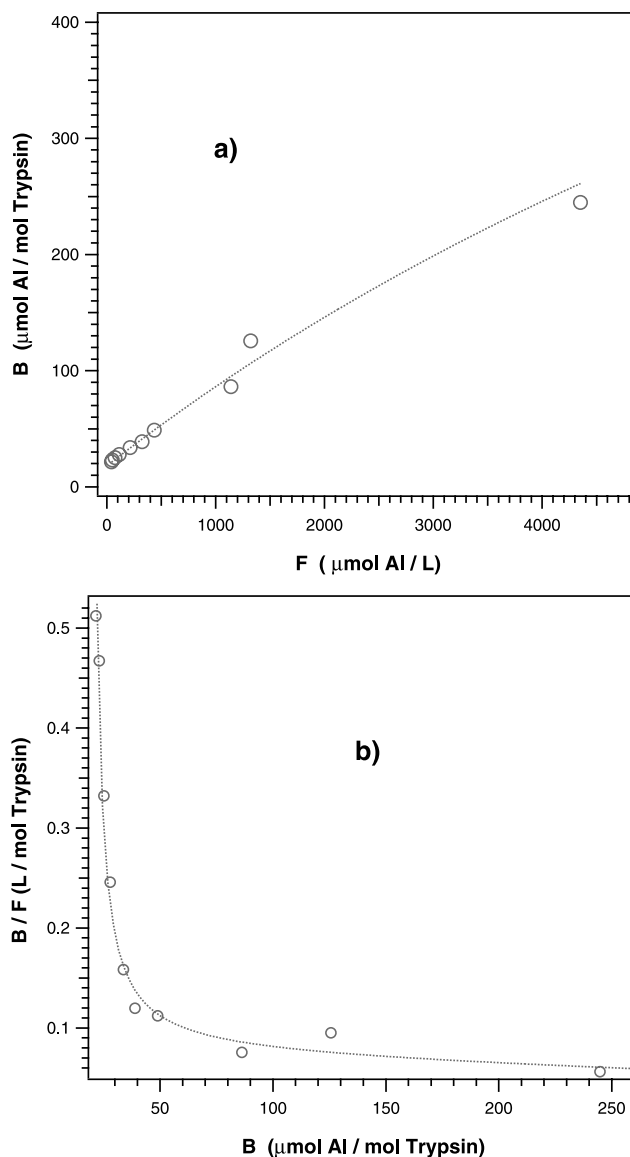 400
300
200
100
0
B (μmol Al / mol Trypsin)
a)
0 1000 2000 3000 4000
F ( μmol Al / L)
0.5
0.4
0.3
0.2
0.1
B / F (L / mol Trypsin)
b)
50 100 150 200 250
B (μmol Al / mol Trypsin)